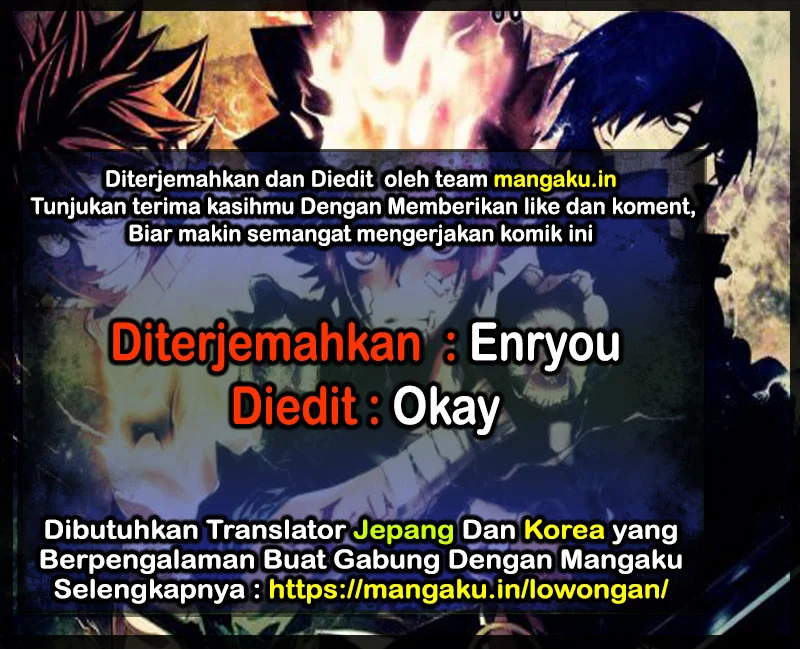 Diterjemahkan dan Diedit oleh team mangaku.in
Tunjukan terima kasihmu Dengan Memberikan like dan koment,
Biar makin semangat mengerjakan komik ini
Diterjemahkan : Enryou
Diedit : Okay
Dibutuhkan Translator Jepang Dan Korea yang
Berpengalaman Buat Gabung Dengan Mangaku
Selengkapnya : https://mangaku.in/lowongan/